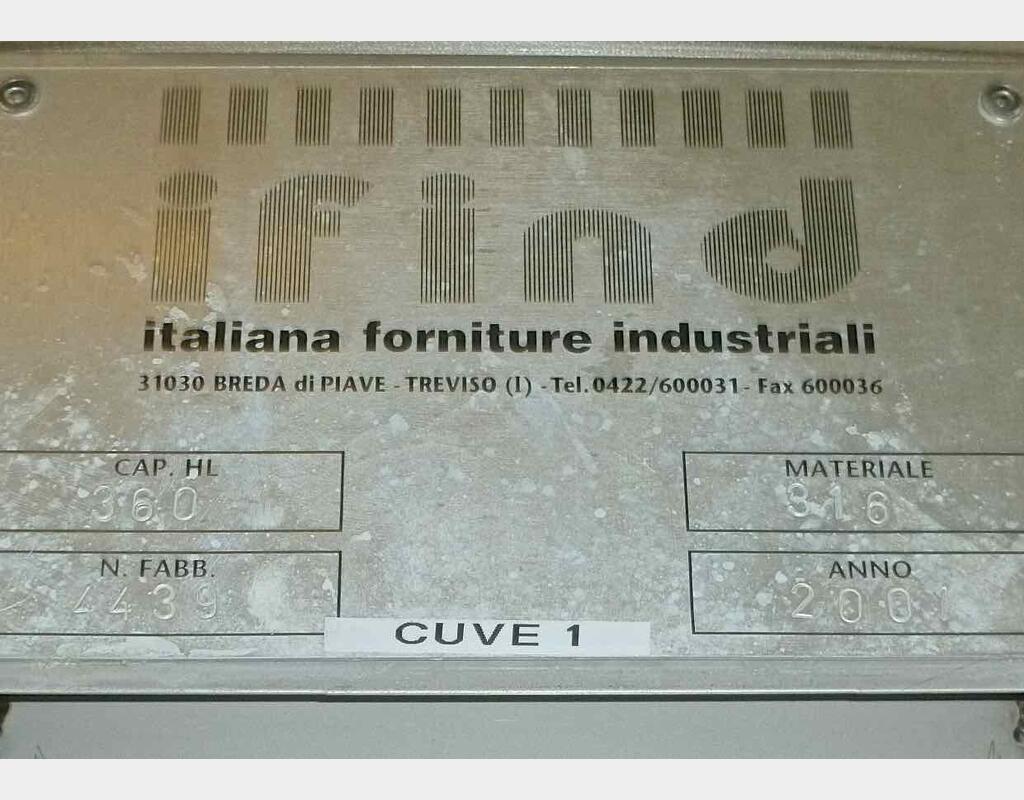 ifind
italiana forniture industriali
31030 BREDA di PIAVE - TREVISO (I) - Tel. 0422/600031 - Fax 600036
CAP. HL
360
MATERIALE
316
N. FABB.
4439
ANNO
2001
CUVE 1